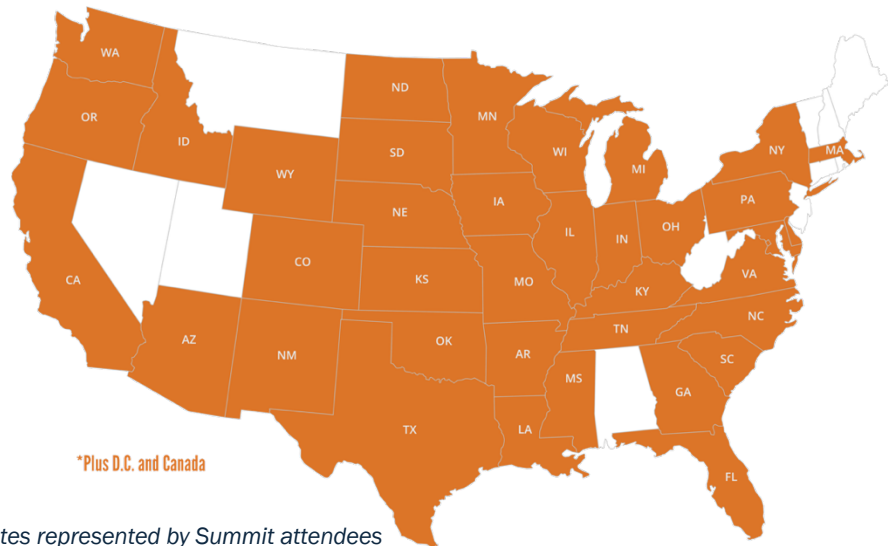 WA
ND
MN
OR
ID
SD
WI
NY
MA
MI
WY
IA
PA
NE
OH
IL
IN
CO
VA
CA
KS
MO
KY
NC
TN
AZ
OK
AR
NM
SC
MS
GA
TX
LA
*Plus D.C. and Canada
FL
tes represented by Summit attendees